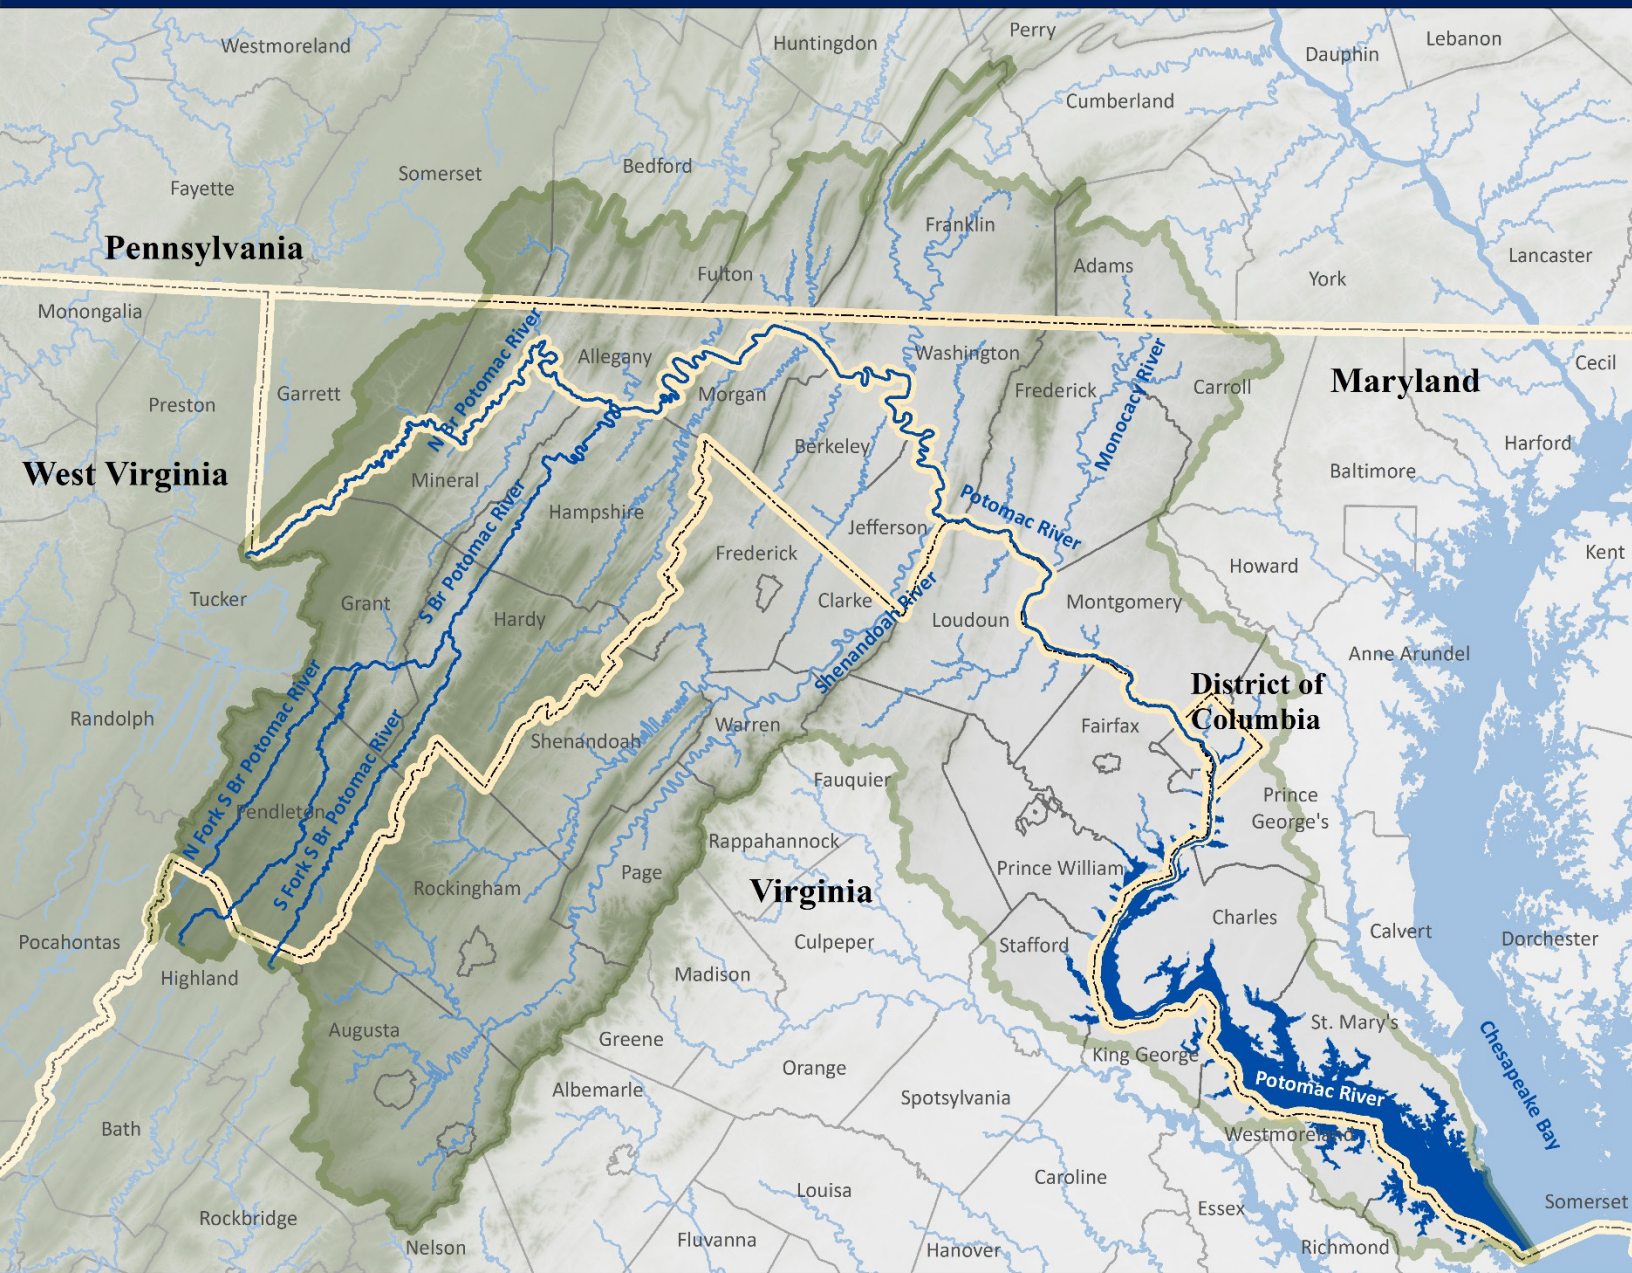 Perry
Westmoreland
Huntingdon
Dauphin
Lebanon
Cumberland
Somerset
Bedford
Fayette
Franklin
Pennsylvania
Fulton
Adams
York
Lancaster
Monongalia
N Br Potomac River
Allegany
Washington
Monocacy River
Cecil
Garrett
Preston
Morgan
Frederick
Carroll
Maryland
Berkeley
Harford
West Virginia
Mineral
Baltimore
Hampshire
Jefferson
Potomac River
S Br Potomac River
Frederick
Kent
Howard
Tucker
Grant
Hardy
Clarke
Shenandoah River
Loudoun
Montgomery
Anne Arundel
District of
Columbia
N Fork S Br Potomac River
Randolph
Shenandoah
Warren
Fairfax
S Fork S Br Potomac River
Fauquier
Prince
George's
Pendleton
Rappahannock
Prince William
Page
Rockingham
Virginia
Charles
Calvert
Pocahontas
Culpeper
Stafford
Dorchester
Highland
Madison
Augusta
St. Mary's
Greene
King George
Chesapeake Bay
Orange
Albemarle
Potomac River
Spotsylvania
Bath
Westmoreland
Caroline
Louisa
Somerset
Essex
Rockbridge
Nelson
Fluvanna
Hanover
Richmond